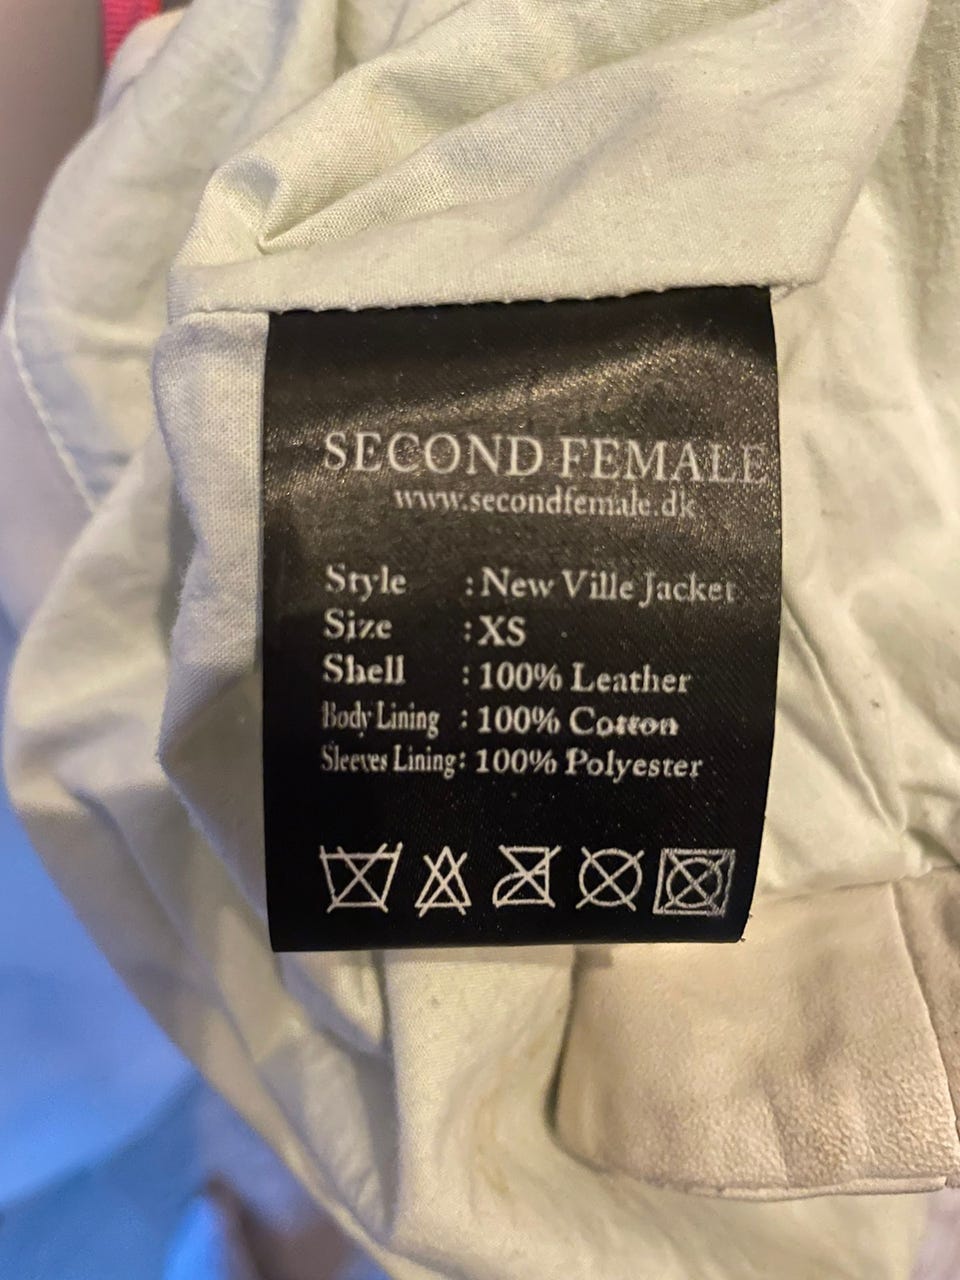 SECOND FEMALE
www.secondfemale.dk
Style : New Ville Jacket
Size : XS
Shell : 100% Leather
Body Lining : 100% Cotton
Sleeves Lining: 100% Polyester